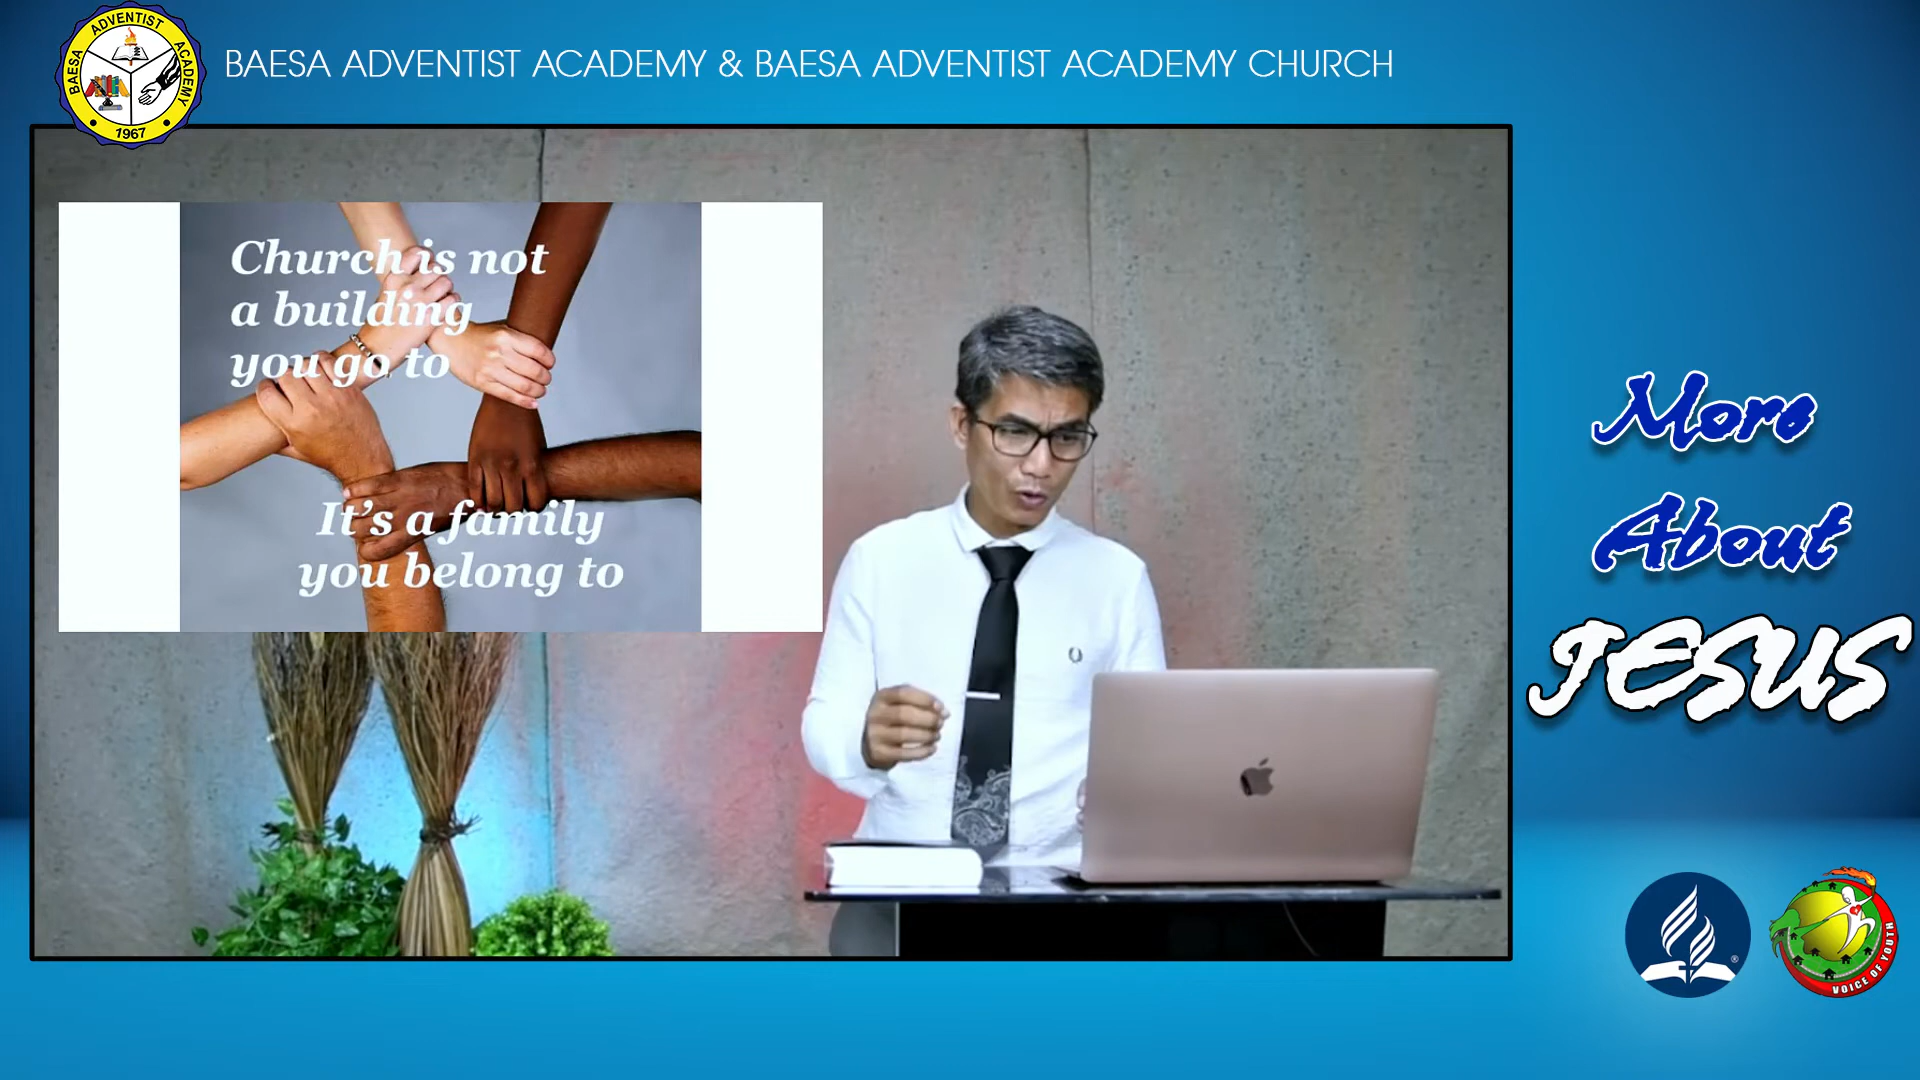 BAESA ADVENTIST ACADEMY
1967
BAESA ADVENTIST ACADEMY & BAESA ADVENTIST ACADEMY CHURCH
Church is not
a building
you go to
It's a family
you belong to
More
About
JESUS
®
VOICE OF YOUTH